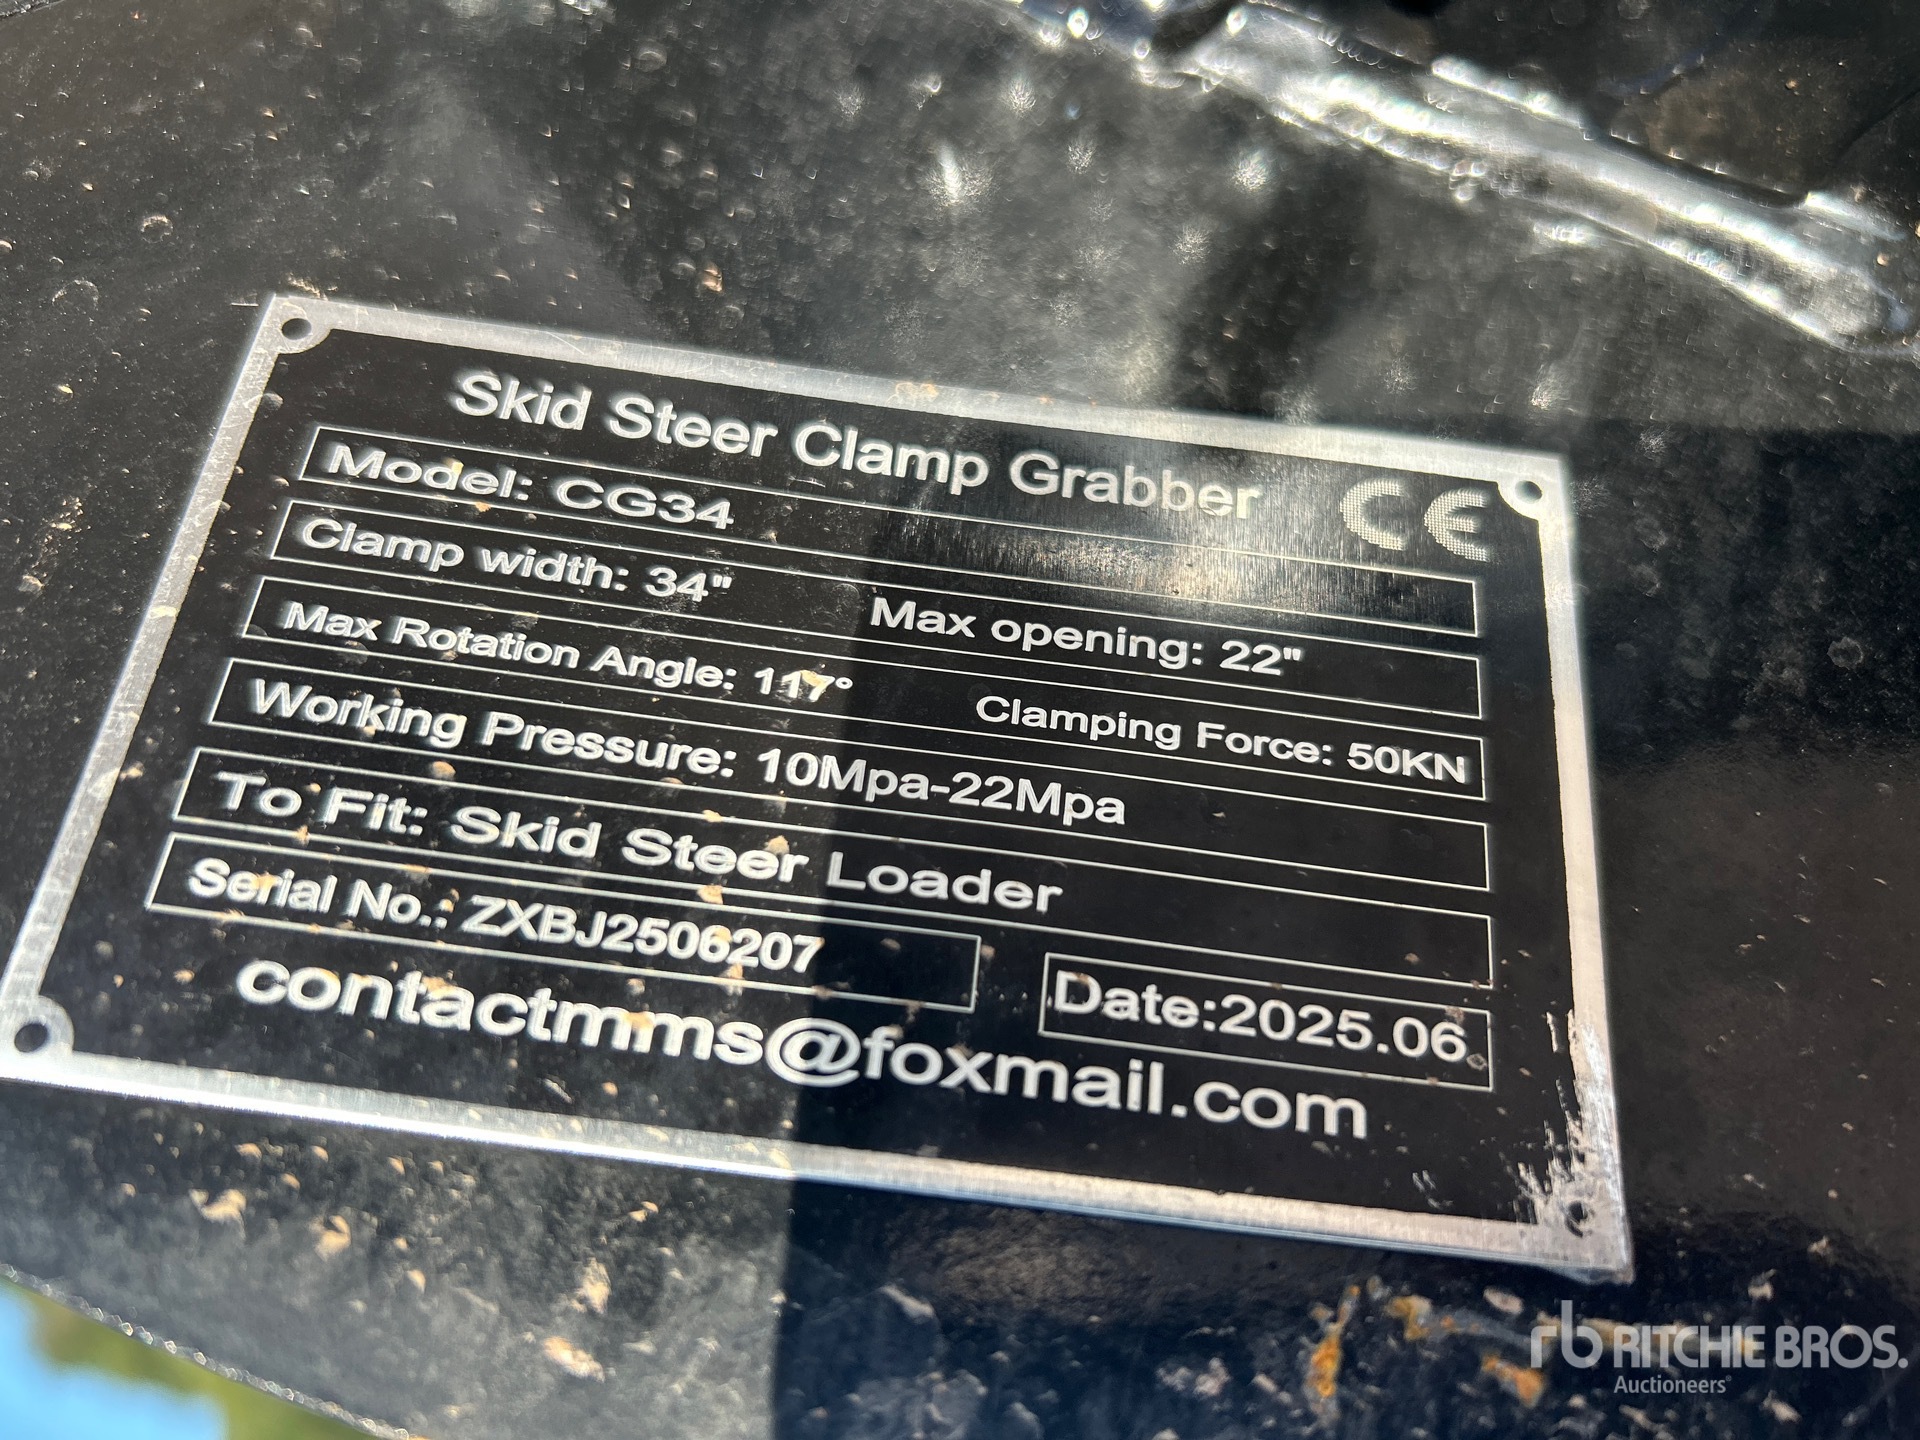 Skid Steer Clamp Grabber CE
Model: CG34
Clamp width: 34" Max opening: 22"
Max Rotation Angle: 117° Clamping Force: 50KN
Working Pressure: 10Mpa-22Mpa
To Fit: Skid Steer Loader
Serial No.: ZXBJ2506207 Date:2025.06
contactmms@foxmail.com
rb RITCHIE BROS.
Auctioneers